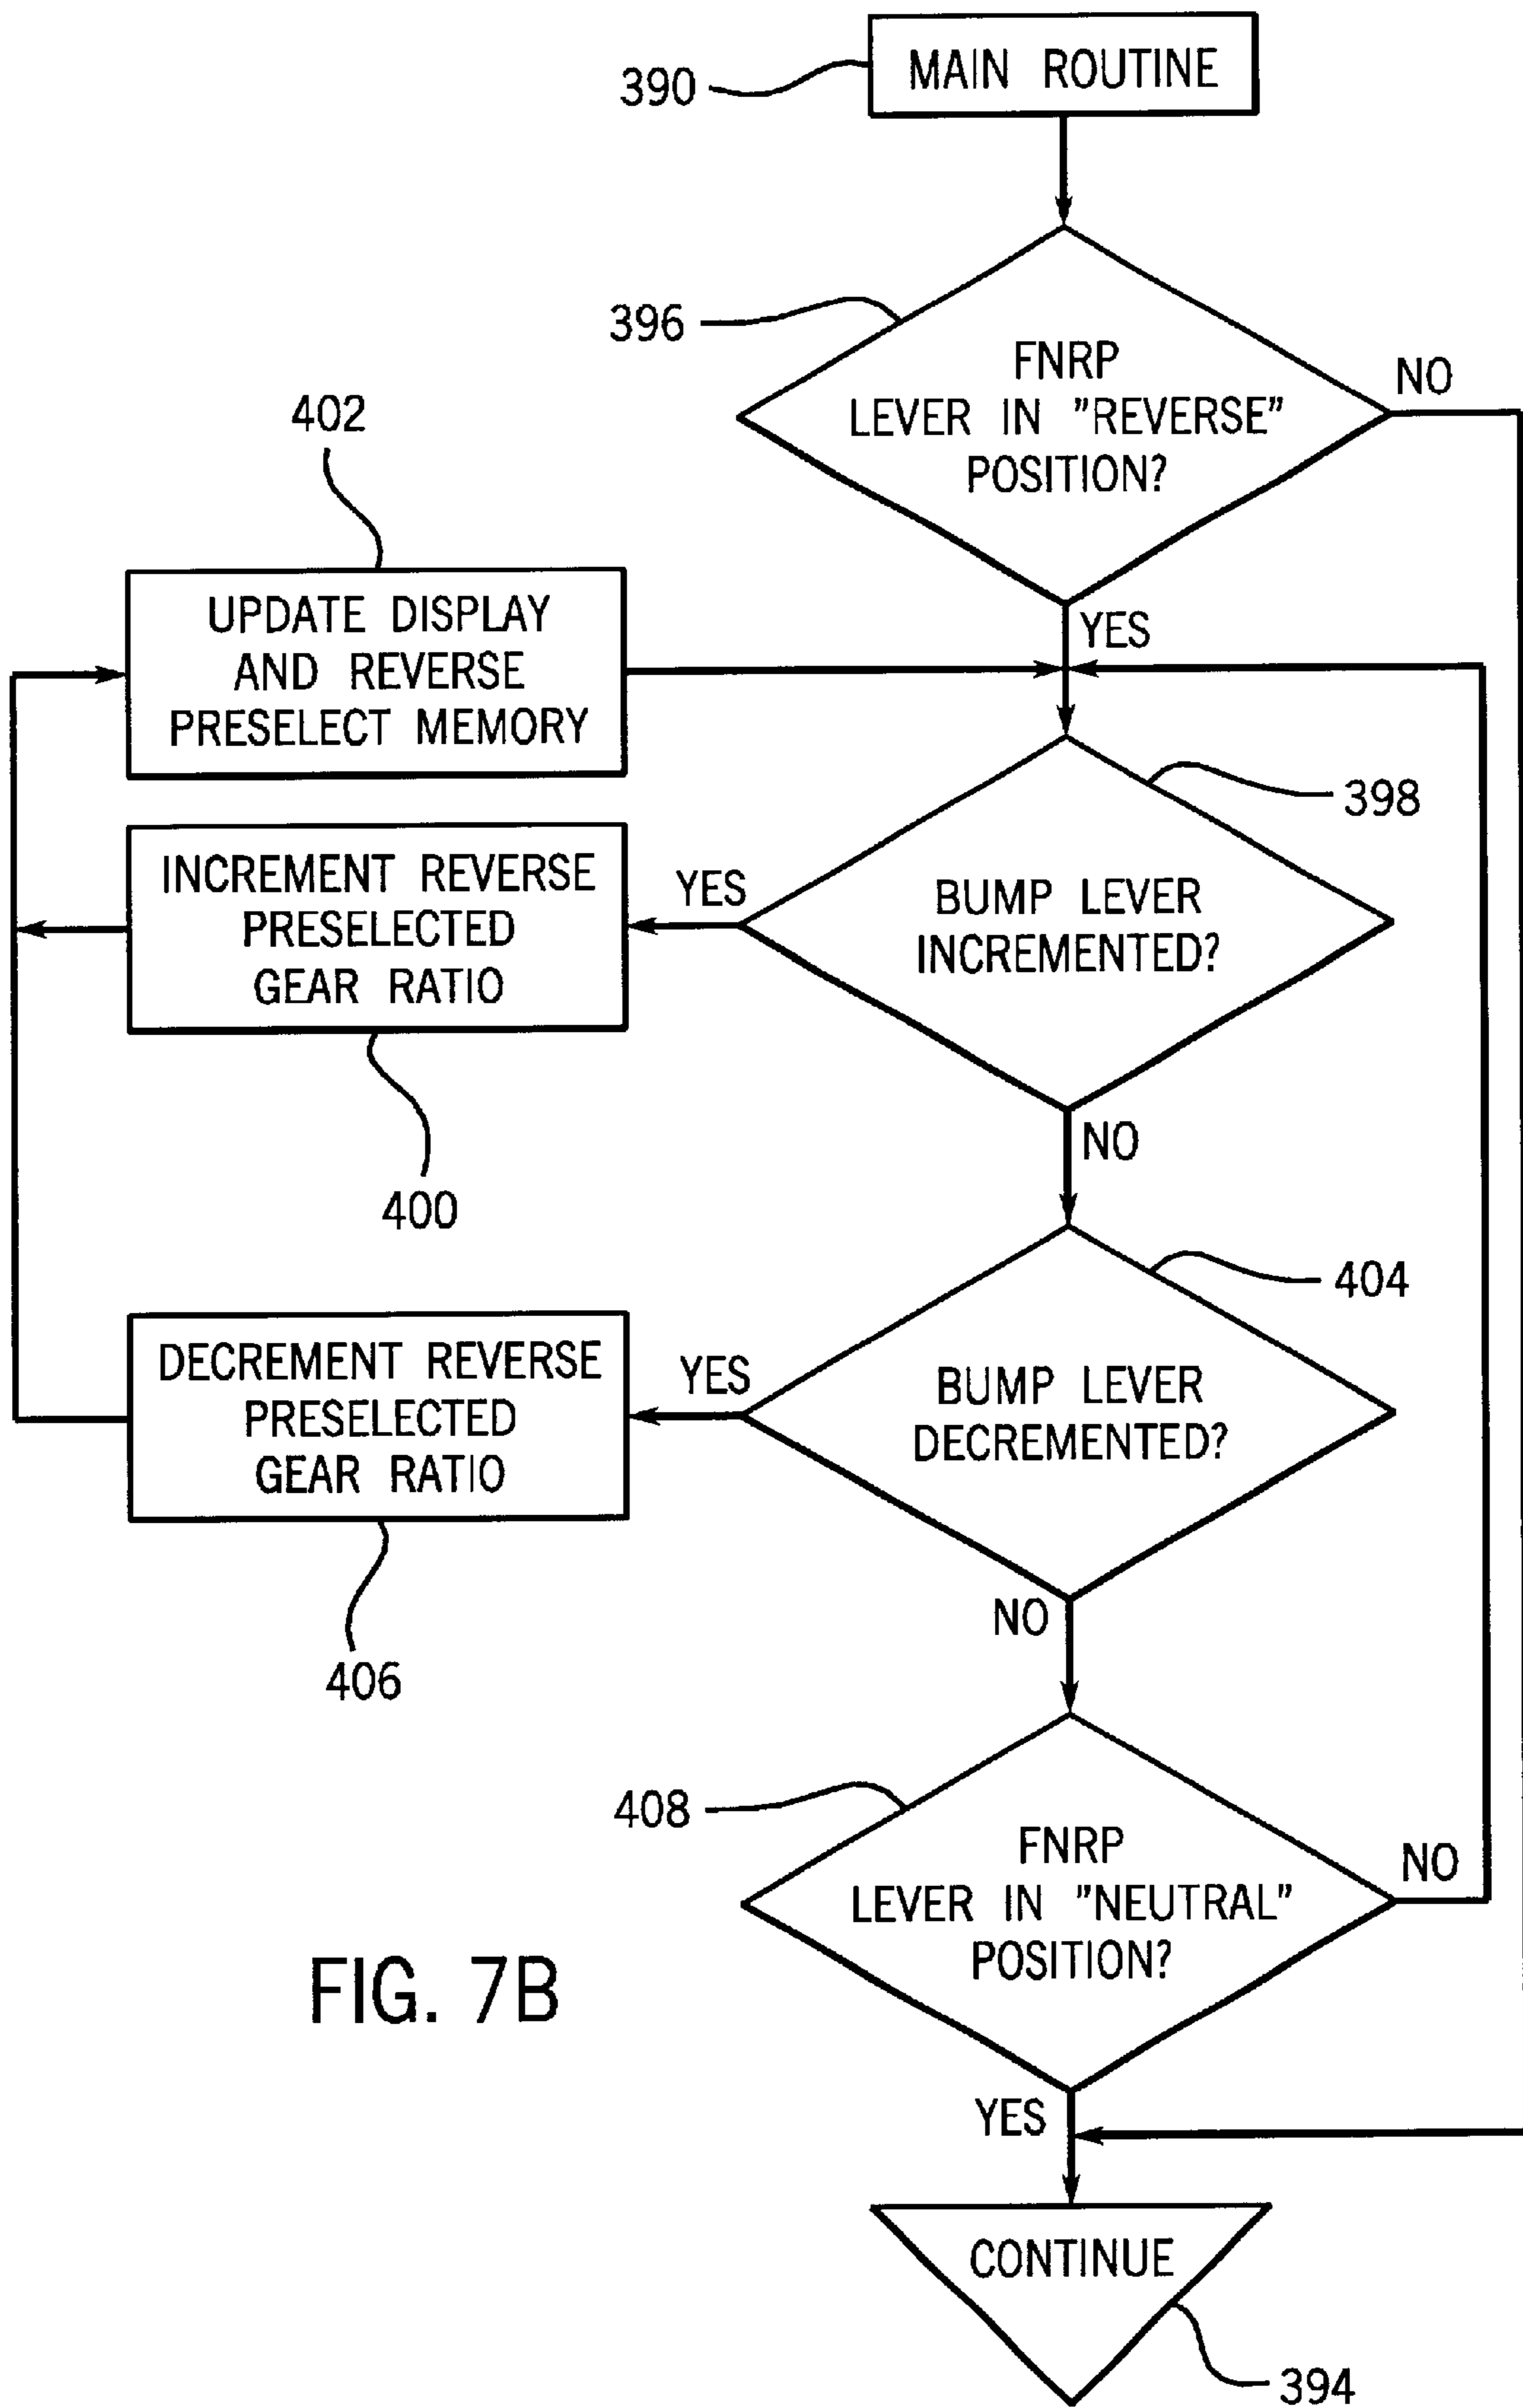 MAIN ROUTINE
390
396
FNRP
LEVER IN "REVERSE"
POSITION?
NO
402
YES
UPDATE DISPLAY
AND REVERSE
PRESELECT MEMORY
398
INCREMENT REVERSE
PRESELECTED
GEAR RATIO
YES
BUMP LEVER
INCREMENTED?
NO
400
404
DECREMENT REVERSE
PRESELECTED
GEAR RATIO
YES
BUMP LEVER
DECREMENTED?
NO
406
408
FNRP
LEVER IN "NEUTRAL"
POSITION?
NO
FIG. 7B
YES
CONTINUE
394